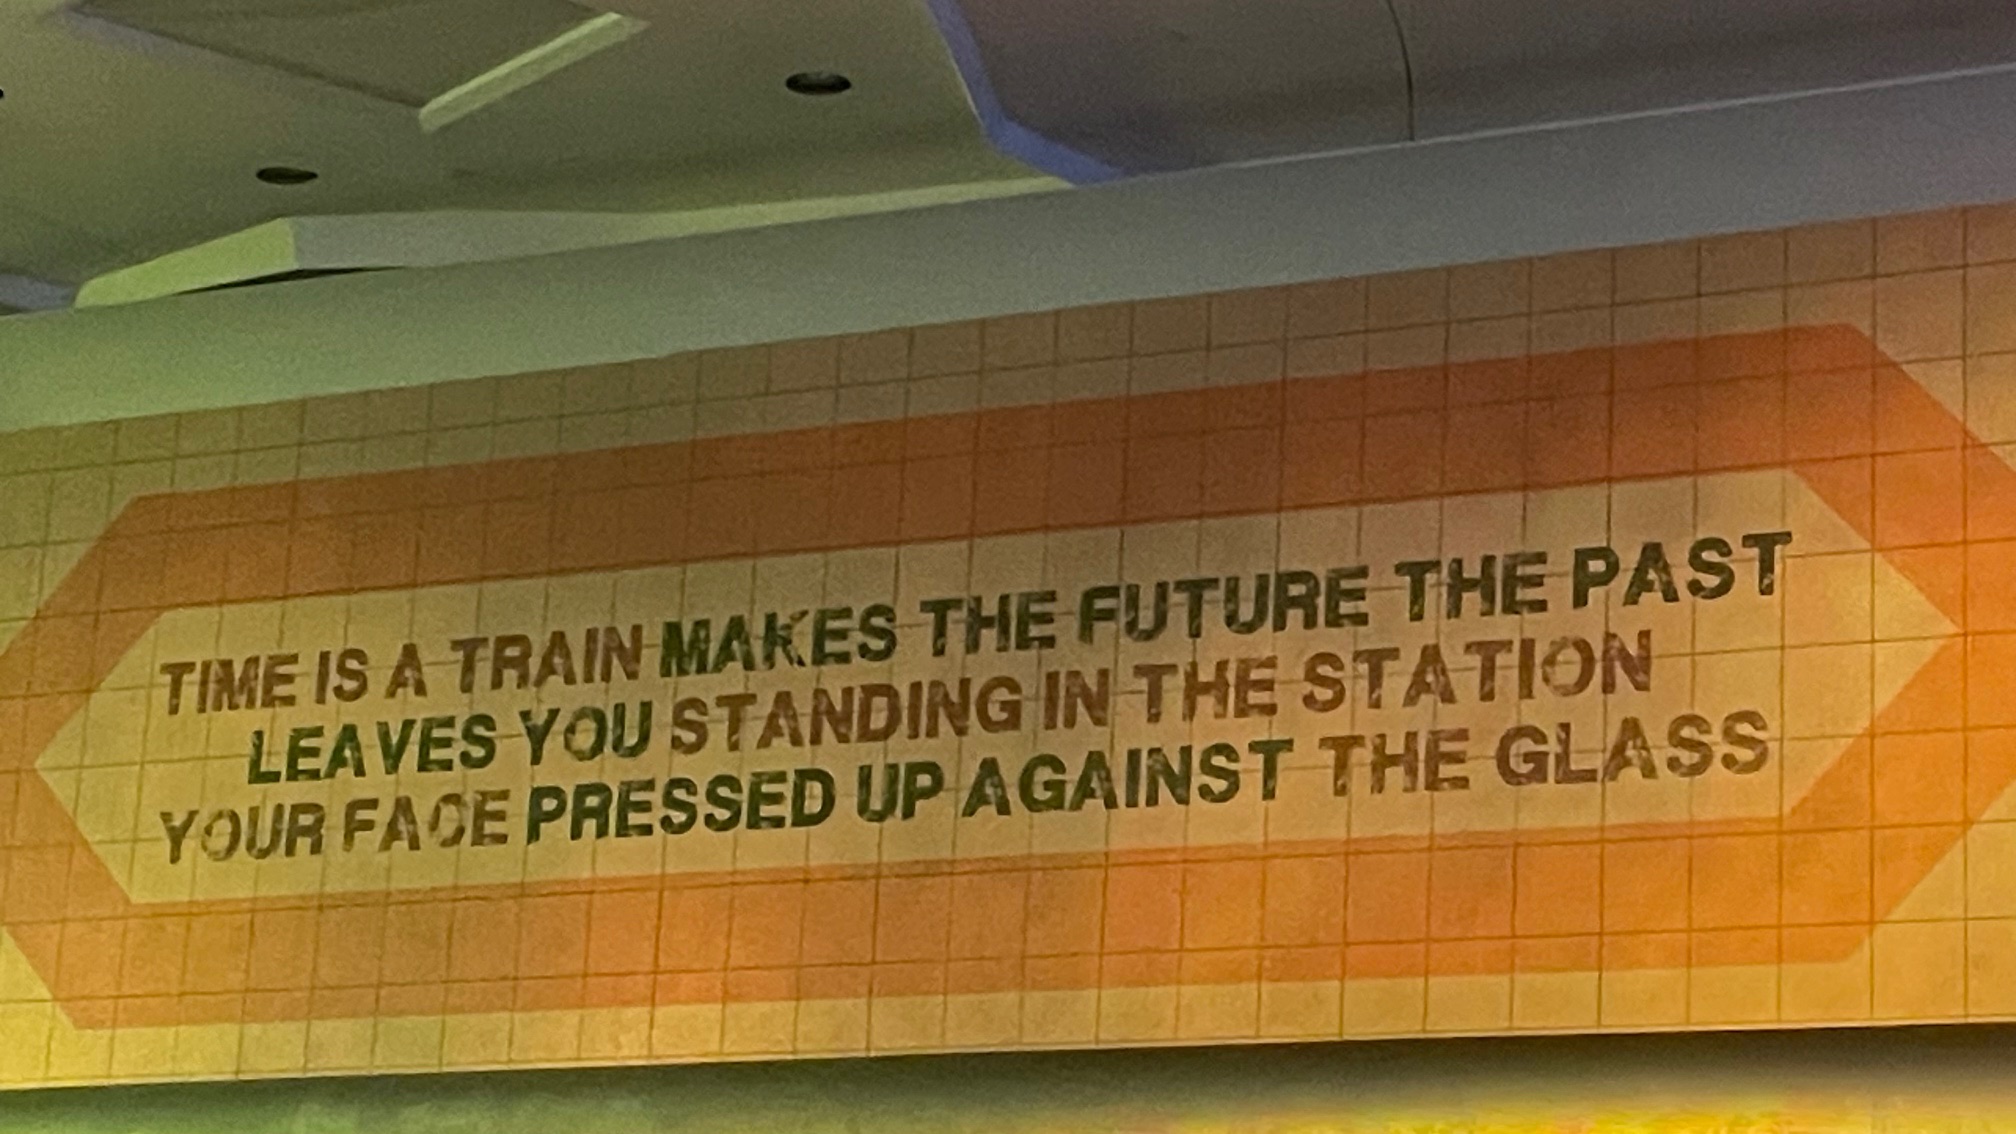 TIME IS A TRAIN MAKES THE FUTURE THE PAST
LEAVES YOU STANDING IN THE STATION
YOUR FACE PRESSED UP AGAINST THE GLASS